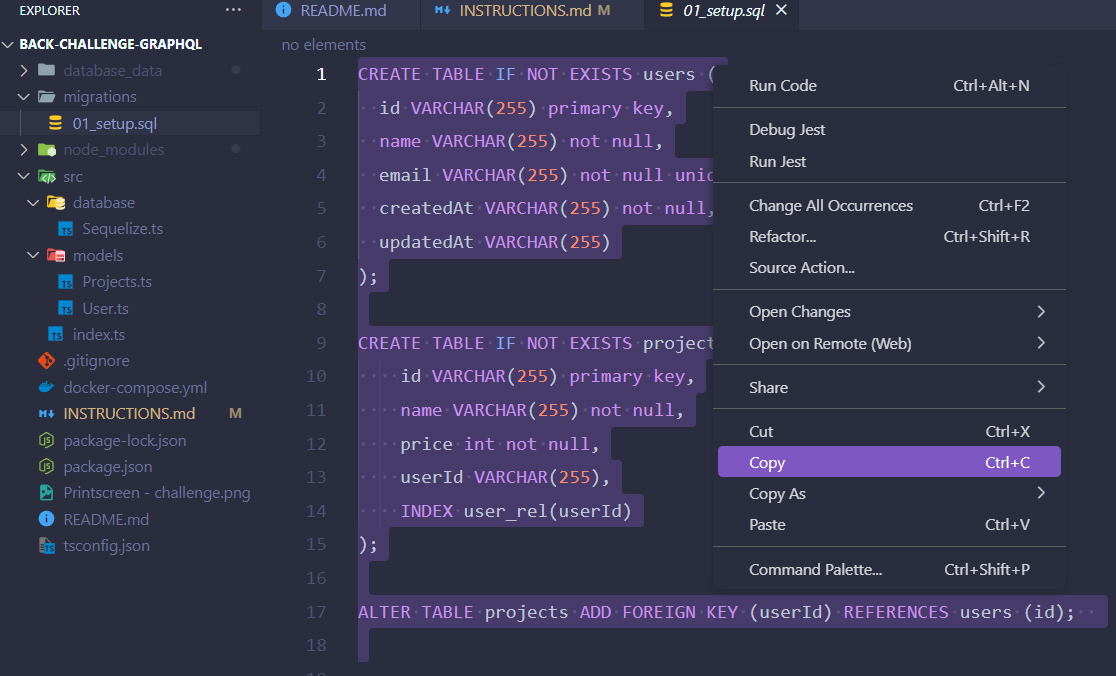 EXPLORER ...
BACK-CHALLENGE-GRAPHQL
database_data
migrations
01_setup.sql
node_modules
src
database
Sequelize.ts
models
Projects.ts
User.ts
index.ts
.gitignore
docker-compose.yml
INSTRUCTIONS.md M
package-lock.json
package.json
Printscreen - challenge.png
README.md
tsconfig.json
README.md INSTRUCTIONS.md M 01_setup.sql
no elements
1 CREATE TABLE IF NOT EXISTS users (
2 id VARCHAR(255) primary key,
3 name VARCHAR(255) not null,
4 email VARCHAR(255) not null uniq
5 createdAt VARCHAR(255) not null,
6 updatedAt VARCHAR(255)
7 );
8
9 CREATE TABLE IF NOT EXISTS project
10 id VARCHAR(255) primary key,
11 name VARCHAR(255) not null,
12 price int not null,
13 userId VARCHAR(255),
14 INDEX user_rel(userId)
15 );
16
17 ALTER TABLE projects ADD FOREIGN KEY (userId) REFERENCES users (id);
18
Run Code Ctrl+Alt+N
Debug Jest
Run Jest
Change All Occurrences Ctrl+F2
Refactor... Ctrl+Shift+R
Source Action...
Open Changes
Open on Remote (Web)
Share
Cut Ctrl+X
Copy Ctrl+C
Copy As
Paste Ctrl+V
Command Palette... Ctrl+Shift+P